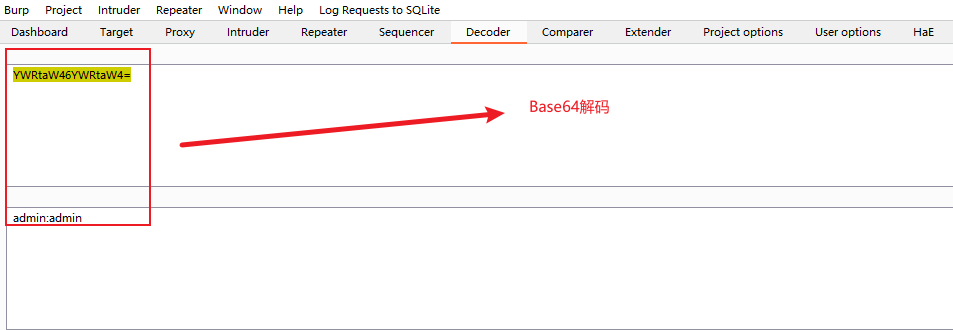 Burp Project Intruder Repeater Window Help Log Requests to SQLite
Dashboard Target Proxy Intruder Repeater Sequencer Decoder Comparer Extender Project options User options HaE
YWRtaW46YWRtaW4=
Base64解码
admin:admin